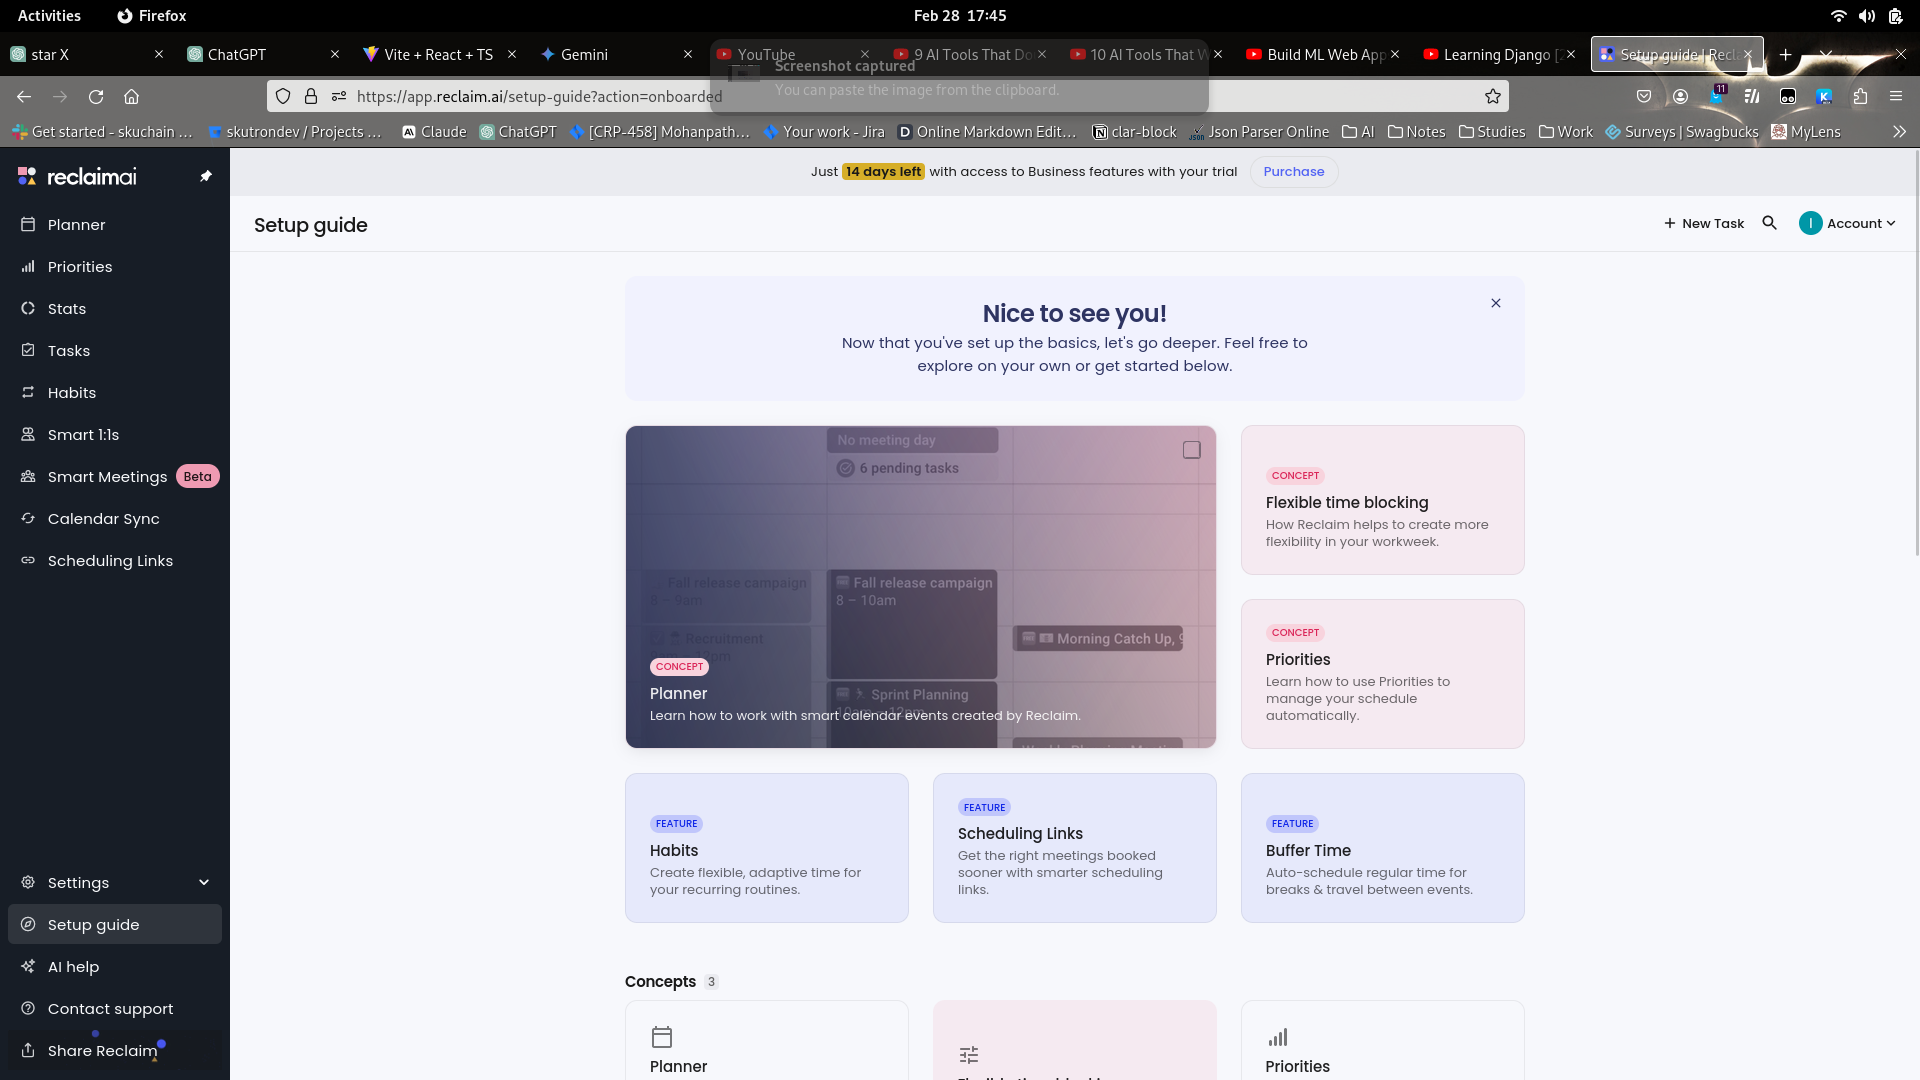 Activities
Firefox
Feb 28 17:45
star X
ChatGPT
Vite + React + TS
Gemini
YouTube
9 AI Tools That Do
10 AI Tools That W
Build ML Web App
Learning Django [2
Setup guide | Recl
Screenshot captured
You can paste the image from the clipboard.
https://app.reclaim.ai/setup-guide?action=onboarded
11
Get started - skuchain ...
skutrondev / Projects ...
Claude
ChatGPT
[CRP-458] Mohanpath...
Your work - Jira
Online Markdown Edit...
clar-block
Json Parser Online
AI
Notes
Studies
Work
Surveys | Swagbucks
MyLens
reclaimai
Planner
Priorities
Stats
Tasks
Habits
Smart 1:1s
Smart Meetings Beta
Calendar Sync
Scheduling Links
Settings
Setup guide
AI help
Contact support
Share Reclaim
Just 14 days left with access to Business features with your trial
Purchase
Setup guide
+ New Task
I
Account
Nice to see you!
Now that you've set up the basics, let's go deeper. Feel free to
explore on your own or get started below.
No meeting day
6 pending tasks
Fall release campaign
8 – 9am
Fall release campaign
8 – 10am
Recruitment
Morning Catch Up, 9
Sprint Planning
10am – 12pm
CONCEPT
Planner
Learn how to work with smart calendar events created by Reclaim.
CONCEPT
Flexible time blocking
How Reclaim helps to create more
flexibility in your workweek.
CONCEPT
Priorities
Learn how to use Priorities to
manage your schedule
automatically.
FEATURE
Habits
Create flexible, adaptive time for
your recurring routines.
FEATURE
Scheduling Links
Get the right meetings booked
sooner with smarter scheduling
links.
FEATURE
Buffer Time
Auto-schedule regular time for
breaks & travel between events.
Concepts 3
Planner
Priorities